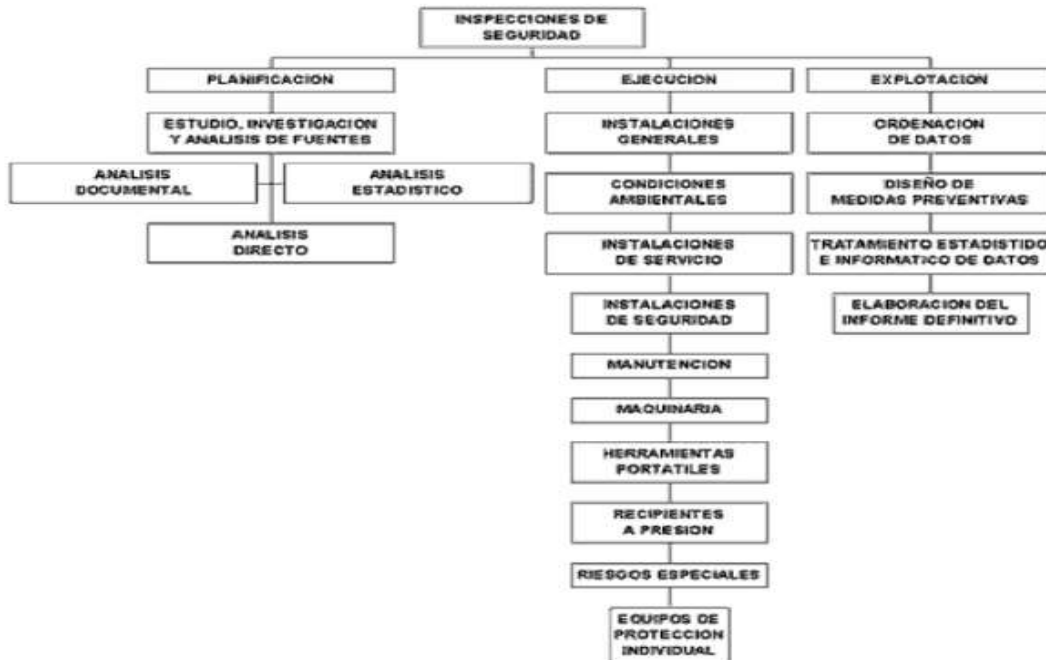 INSPECCIONES DE
SEGURIDAD
PLANIFICACION
ESTUDIO, INVESTIGACION
Y ANALISIS DE FUENTES
ANALISIS
DOCUMENTAL
ANALISIS
ESTADISTICO
ANALISIS
DIRECTO
EJECUCION
INSTALACIONES
GENERALES
CONDICIONES
AMBIENTALES
INSTALACIONES
DE SERVICIO
INSTALACIONES
DE SEGURIDAD
MANUTENCION
MAQUINARIA
HERRAMIENTAS
PORTATILES
RECIPIENTES
A PRESION
RIESGOS ESPECIALES
EQUIPOS DE
PROTECCION
INDIVIDUAL
EXPLOTACION
ORDENACION
DE DATOS
DISEÑO DE
MEDIDAS PREVENTIVAS
TRATAMIENTO ESTADISTIDO
E INFORMATICO DE DATOS
ELABORACION DEL
INFORME DEFINITIVO